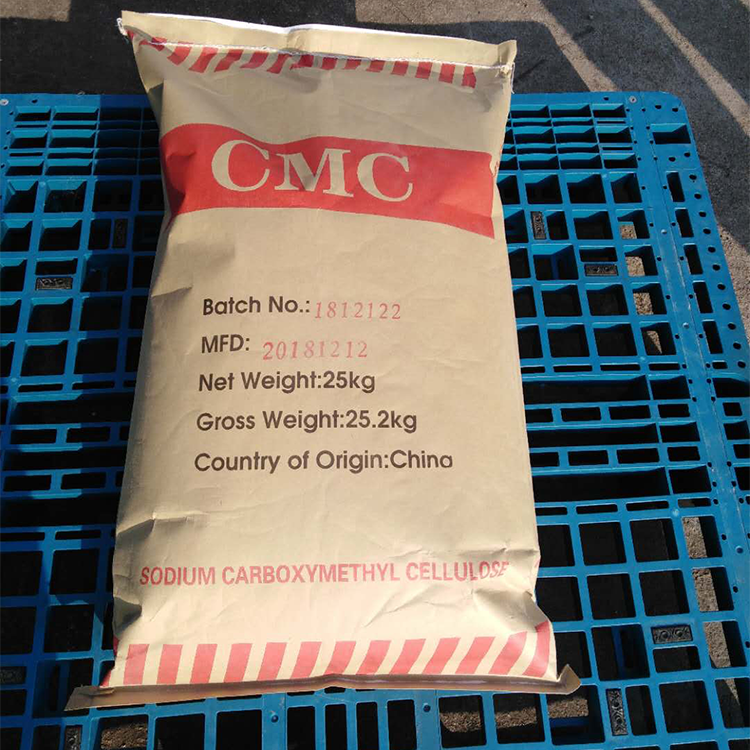 CMC
Batch No.:1812122
MFD: 20181212
Net Weight:25kg
Gross Weight:25.2kg
Country of Origin:China
SODIUM CARBOXYMETHYL CELLULOSE